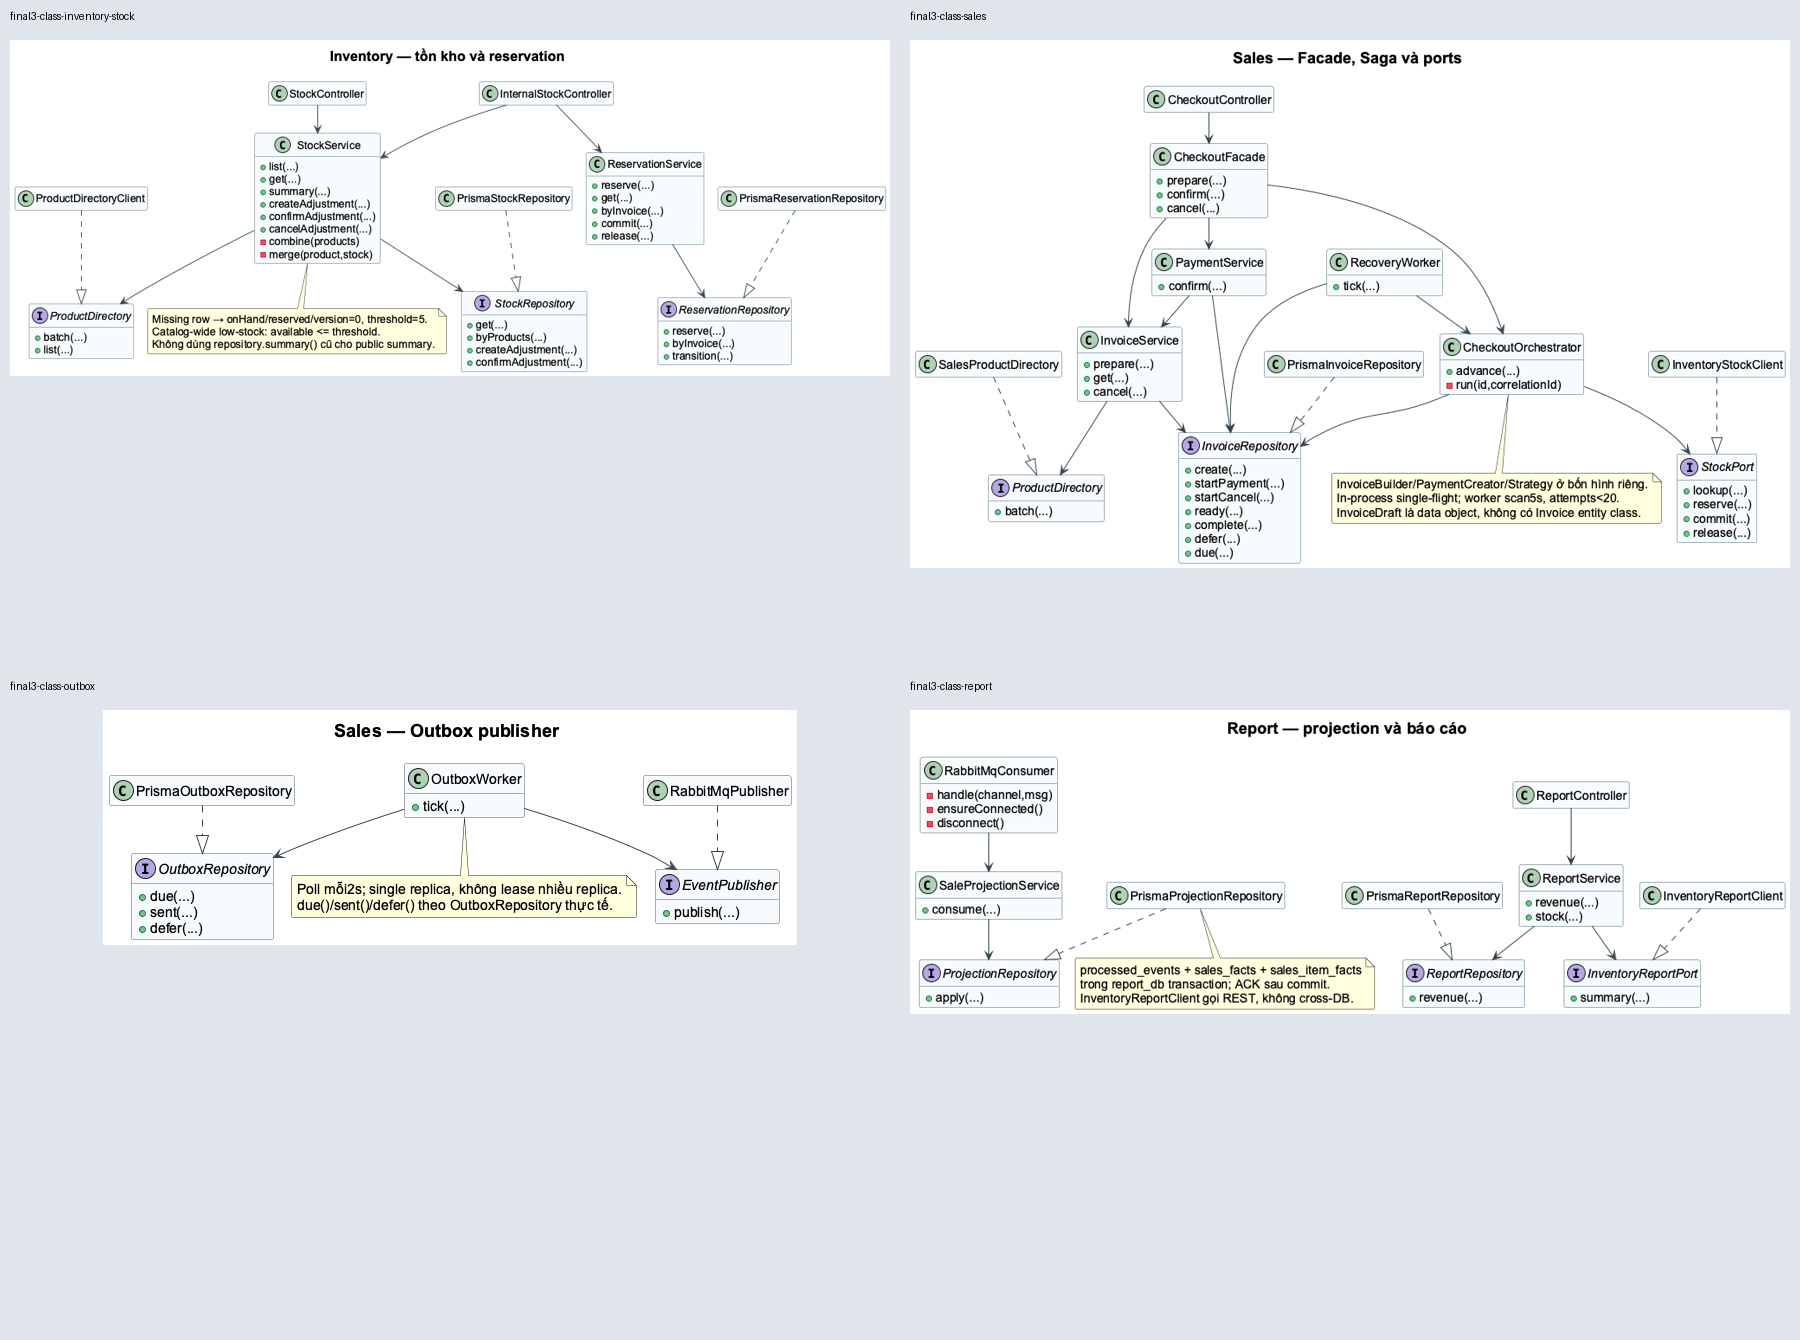 final3-class-inventory-stock
Inventory — tồn kho và reservation
StockController
InternalStockController
StockService
list(...)
get(...)
summary(...)
createAdjustment(...)
confirmAdjustment(...)
cancelAdjustment(...)
combine(products)
merge(product,stock)
ReservationService
reserve(...)
get(...)
byInvoice(...)
commit(...)
release(...)
ProductDirectoryClient
PrismaStockRepository
PrismaReservationRepository
ProductDirectory
batch(...)
list(...)
Missing row → onHand/reserved/version=0, threshold=5.
Catalog-wide low-stock: available <= threshold.
Không dùng repository.summary() cũ cho public summary.
StockRepository
get(...)
byProducts(...)
createAdjustment(...)
confirmAdjustment(...)
ReservationRepository
reserve(...)
byInvoice(...)
transition(...)
final3-class-sales
Sales — Facade, Saga và ports
CheckoutController
CheckoutFacade
prepare(...)
confirm(...)
cancel(...)
PaymentService
confirm(...)
RecoveryWorker
tick(...)
InvoiceService
prepare(...)
get(...)
cancel(...)
CheckoutOrchestrator
advance(...)
run(id,correlationId)
SalesProductDirectory
PrismaInvoiceRepository
InventoryStockClient
InvoiceRepository
create(...)
startPayment(...)
startCancel(...)
ready(...)
complete(...)
defer(...)
due(...)
ProductDirectory
batch(...)
InvoiceBuilder/PaymentCreator/Strategy ở bốn hình riêng.
In-process single-flight; worker scan5s, attempts<20.
InvoiceDraft là data object, không có Invoice entity class.
StockPort
lookup(...)
reserve(...)
commit(...)
release(...)
final3-class-outbox
Sales — Outbox publisher
PrismaOutboxRepository
OutboxWorker
tick(...)
RabbitMqPublisher
OutboxRepository
due(...)
sent(...)
defer(...)
Poll mỗi2s; single replica, không lease nhiều replica.
due()/sent()/defer() theo OutboxRepository thực tế.
EventPublisher
publish(...)
final3-class-report
Report — projection và báo cáo
RabbitMqConsumer
handle(channel,msg)
ensureConnected()
disconnect()
ReportController
SaleProjectionService
consume(...)
PrismaProjectionRepository
PrismaReportRepository
ReportService
revenue(...)
stock(...)
InventoryReportClient
ProjectionRepository
apply(...)
processed_events + sales_facts + sales_item_facts
trong report_db transaction; ACK sau commit.
InventoryReportClient gọi REST, không cross-DB.
ReportRepository
revenue(...)
InventoryReportPort
summary(...)